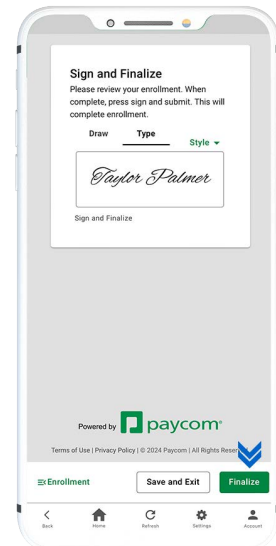 Sign and Finalize
Please review your enrollment. When
complete, press sign and submit. This will
complete enrollment.
Draw Type Style
Taylor Palmer
Sign and Finalize
Powered by paycom
Terms of Use | Privacy Policy | © 2024 Paycom | All Rights Reser
Enrollment Save and Exit Finalize
Back Home Refresh Settings Account